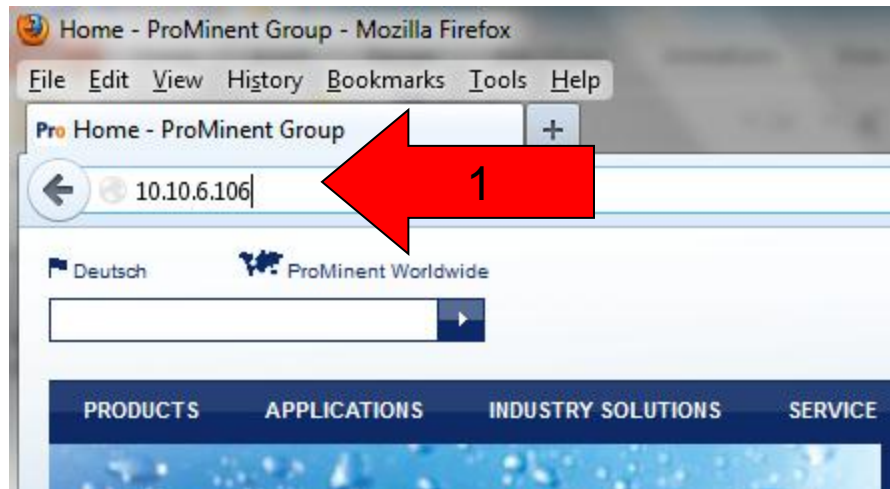 Home - ProMinent Group - Mozilla Firefox
File Edit View History Bookmarks Tools Help
Pro Home - ProMinent Group +
10.10.6.106
1
Deutsch ProMinent Worldwide
PRODUCTS APPLICATIONS INDUSTRY SOLUTIONS SERVICE